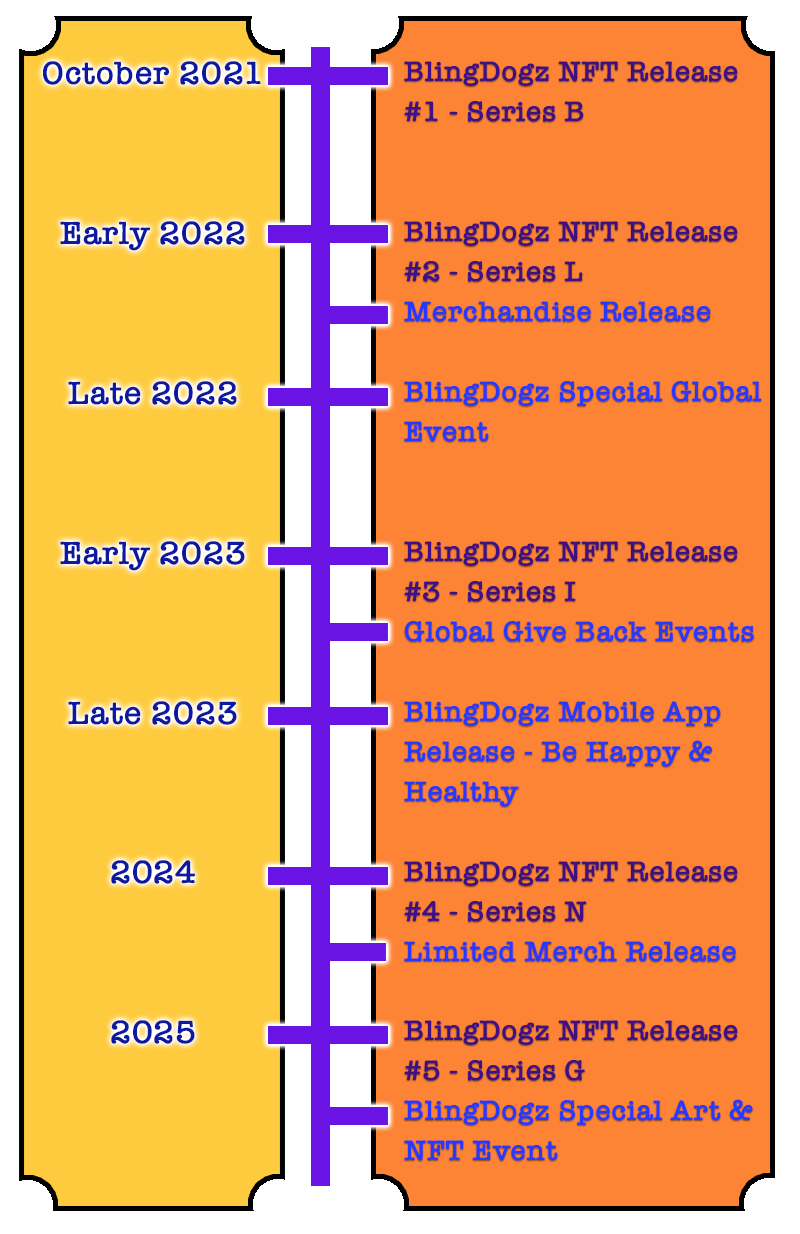 October 2021
BlingDogz NFT Release
#1 - Series B
Early 2022
BlingDogz NFT Release
#2 - Series L
Merchandise Release
Late 2022
BlingDogz Special Global
Event
Early 2023
BlingDogz NFT Release
#3 - Series I
Global Give Back Events
Late 2023
BlingDogz Mobile App
Release - Be Happy &
Healthy
2024
BlingDogz NFT Release
#4 - Series N
Limited Merch Release
2025
BlingDogz NFT Release
#5 - Series G
BlingDogz Special Art &
NFT Event